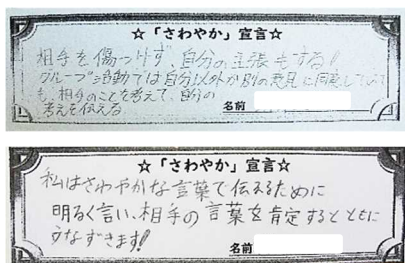 ☆「さわやか」宣言☆
相手を傷つけず、自分の主張もする!
グループ活動では自分以外が別の意見に同意していて
も、相手のことを考えて、自分の
考えを伝える
名前
☆「さわやか」宣言☆
私はさわやかな言葉で伝えるために
明るく言い、相手の言葉を肯定するとともに
うなずきます!
名前